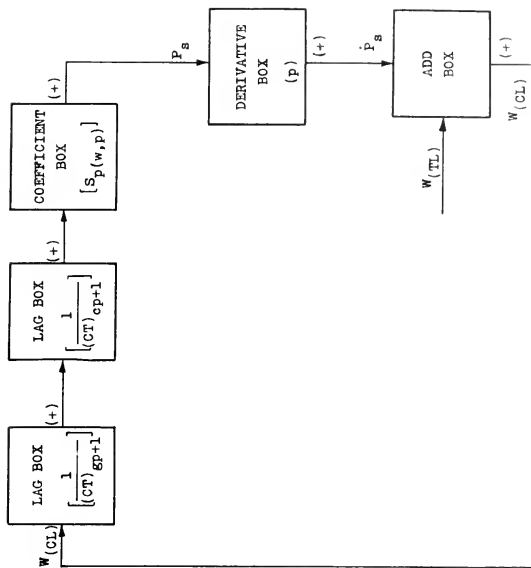 W(CL)
LAG BOX
[1/(CT)gp+1]
(+)
LAG BOX
[1/(CT)cp+1]
(+)
COEFFICIENT
BOX
[Sp(w,p)]
(+)
Ps
DERIVATIVE
BOX
(p)
(+)
Ṗs
W(TL)
ADD
BOX
(+)
W(CL)